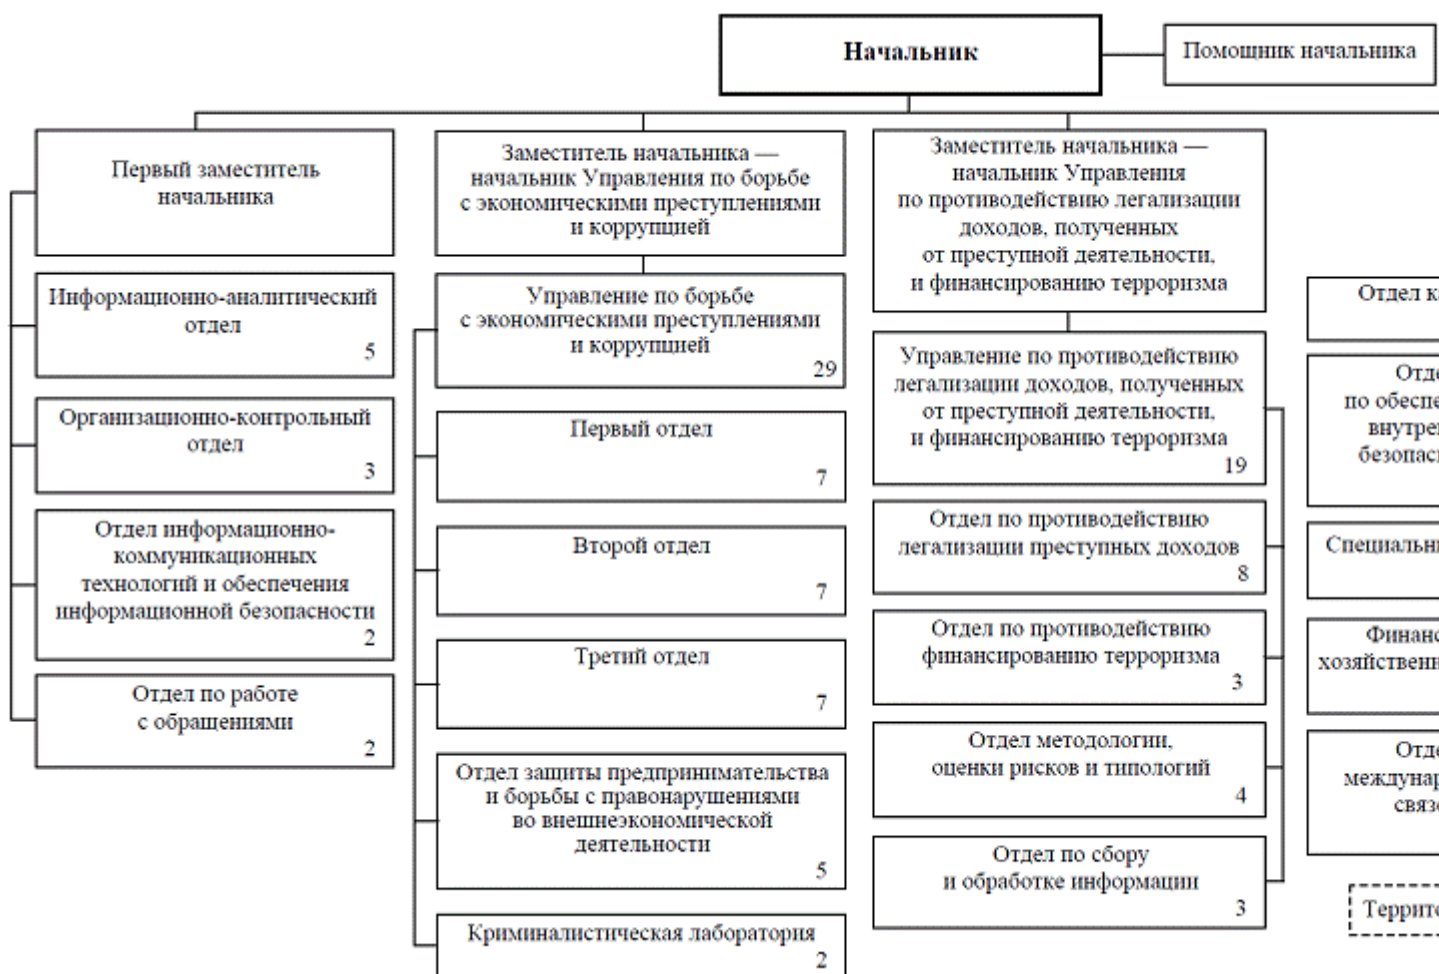 Начальник
Помощник начальника
Первый заместитель
начальника
Информационно-аналитический
отдел
5
Организационно-контрольный
отдел
3
Отдел информационно-
коммуникационных
технологий и обеспечения
информационной безопасности
2
Отдел по работе
с обращениями
2
Заместитель начальника —
начальник Управления по борьбе
с экономическими преступлениями
и коррупцией
Управление по борьбе
с экономическими преступлениями
и коррупцией
29
Первый отдел
7
Второй отдел
7
Третий отдел
7
Отдел защиты предпринимательства
и борьбы с правонарушениями
во внешнеэкономической
деятельности
5
Криминалистическая лаборатория
2
Заместитель начальника —
начальник Управления
по противодействию легализации
доходов, полученных
от преступной деятельности,
и финансированию терроризма
Управление по противодействию
легализации доходов, полученных
от преступной деятельности,
и финансированию терроризма
19
Отдел по противодействию
легализации преступных доходов
8
Отдел по противодействию
финансированию терроризма
3
Отдел методологии,
оценки рисков и типологий
4
Отдел по сбору
и обработке информации
3
Отдел
по